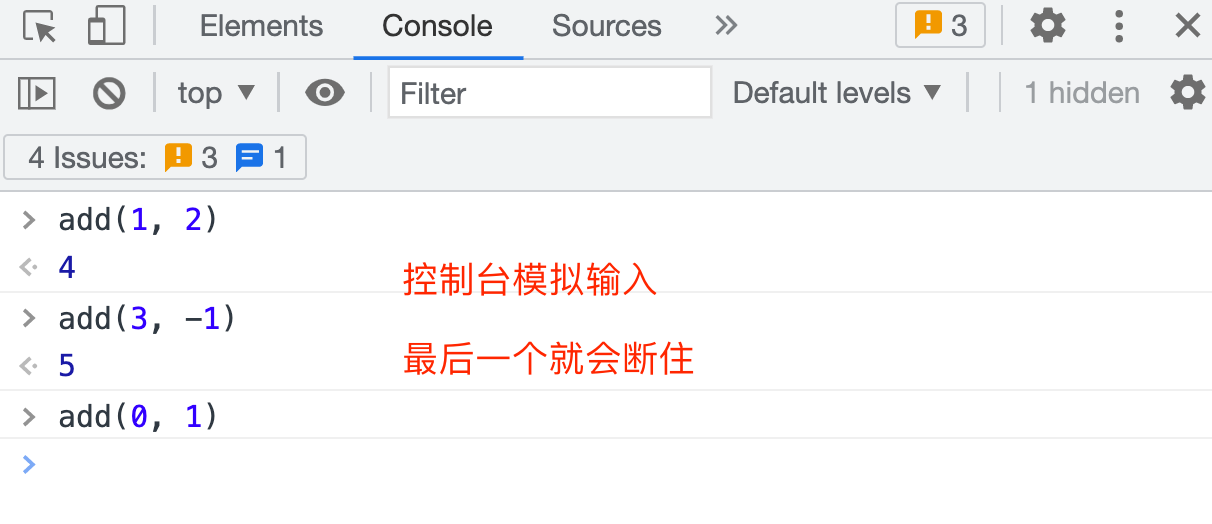 Elements Console Sources 3
top Filter Default levels 1 hidden
4 Issues: 3 1
add(1, 2)
4
控制台模拟输入
add(3, -1)
最后一个就会断住
5
add(0, 1)